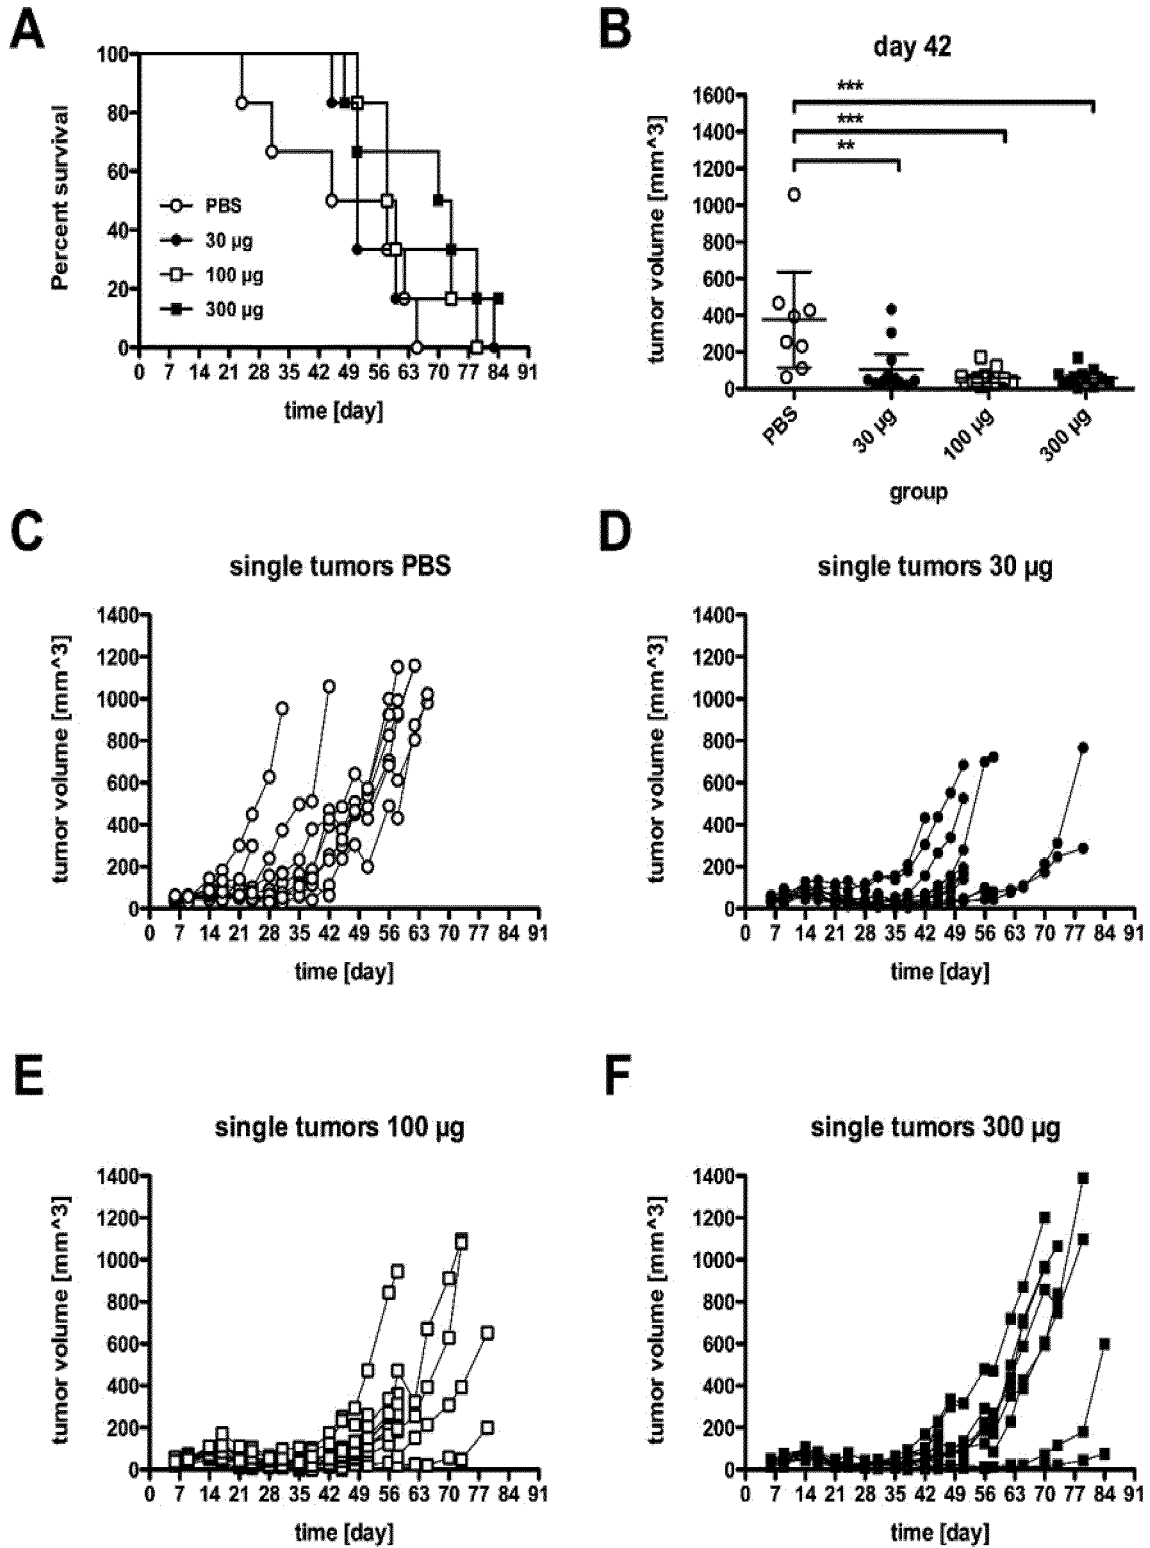 A
B
day 42
100
80
60
40
20
0
Percent survival
PBS
30 µg
100 µg
300 µg
0 7 14 21 28 35 42 49 56 63 70 77 84 91
time [day]
1600
1400
1200
1000
800
600
400
200
0
tumor volume [mm^3]
***
***
**
PBS
30 µg
100 µg
300 µg
group
C
D
single tumors PBS
single tumors 30 µg
1400
1200
1000
800
600
400
200
0
tumor volume [mm^3]
0 7 14 21 28 35 42 49 56 63 70 77 84 91
time [day]
1400
1200
1000
800
600
400
200
0
tumor volume [mm^3]
0 7 14 21 28 35 42 49 56 63 70 77 84 91
time [day]
E
F
single tumors 100 µg
single tumors 300 µg
1400
1200
1000
800
600
400
200
0
tumor volume [mm^3]
0 7 14 21 28 35 42 49 56 63 70 77 84 91
time [day]
1400
1200
1000
800
600
400
200
0
tumor volume [mm^3]
0 7 14 21 28 35 42 49 56 63 70 77 84 91
time [day]